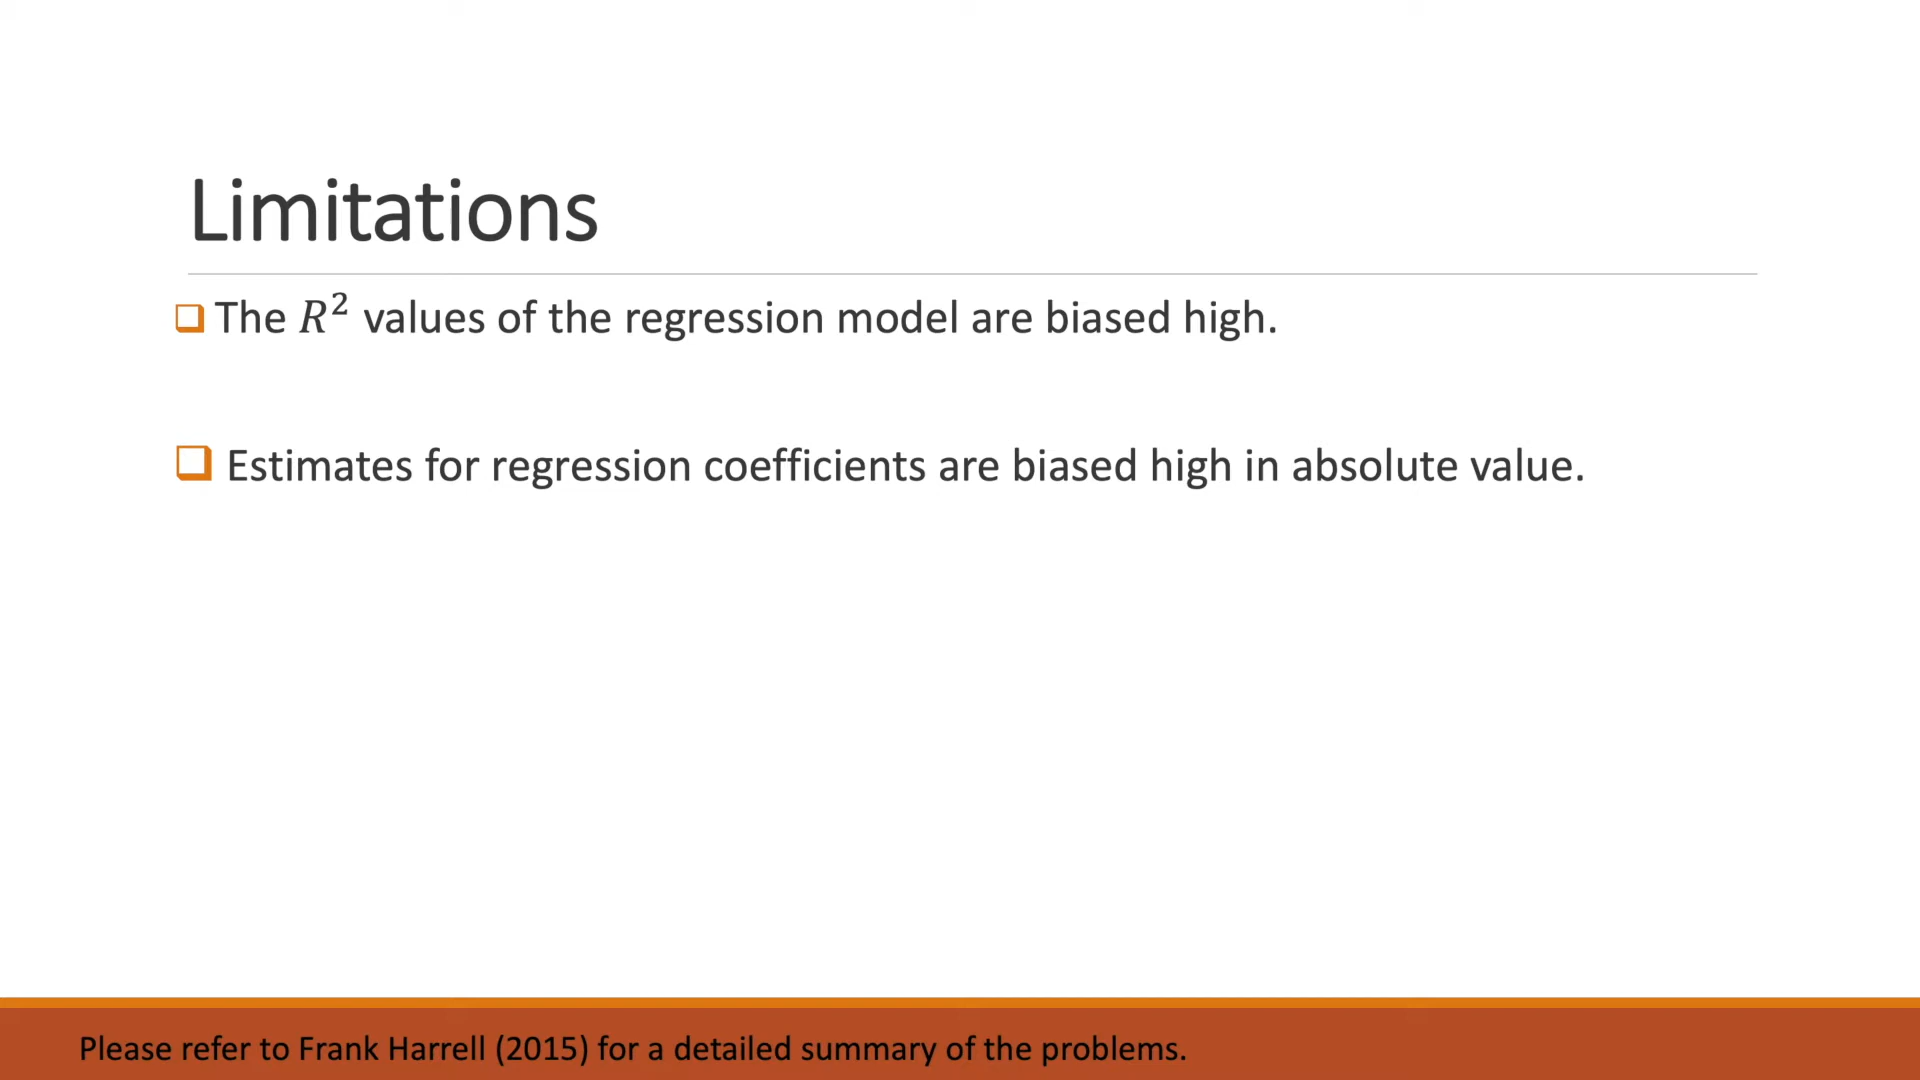 Limitations
The R² values of the regression model are biased high.
Estimates for regression coefficients are biased high in absolute value.
Please refer to Frank Harrell (2015) for a detailed summary of the problems.